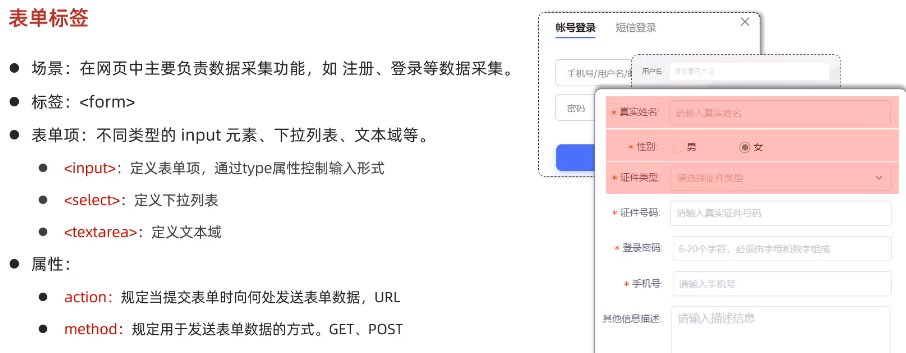 表单标签
● 场景：在网页中主要负责数据采集功能，如 注册、登录等数据采集。
● 标签：<form>
● 表单项：不同类型的 input 元素、下拉列表、文本域等。
● <input>：定义表单项，通过type属性控制输入形式
● <select>：定义下拉列表
● <textarea>：定义文本域
● 属性：
● action：规定当提交表单时向何处发送表单数据，URL
● method：规定用于发送表单数据的方式。GET、POST
帐号登录 短信登录
手机号/用户名/
密码
用户名 请设置用户名
* 真实姓名: 请输入真实姓名
* 性别: 男 女
* 证件类型: 请选择证件类型
* 证件号码: 请输入真实证件号码
* 登录密码: 6-20个字符，必须由字母和数字组成
* 手机号: 请输入手机号
其他信息描述: 请输入描述信息